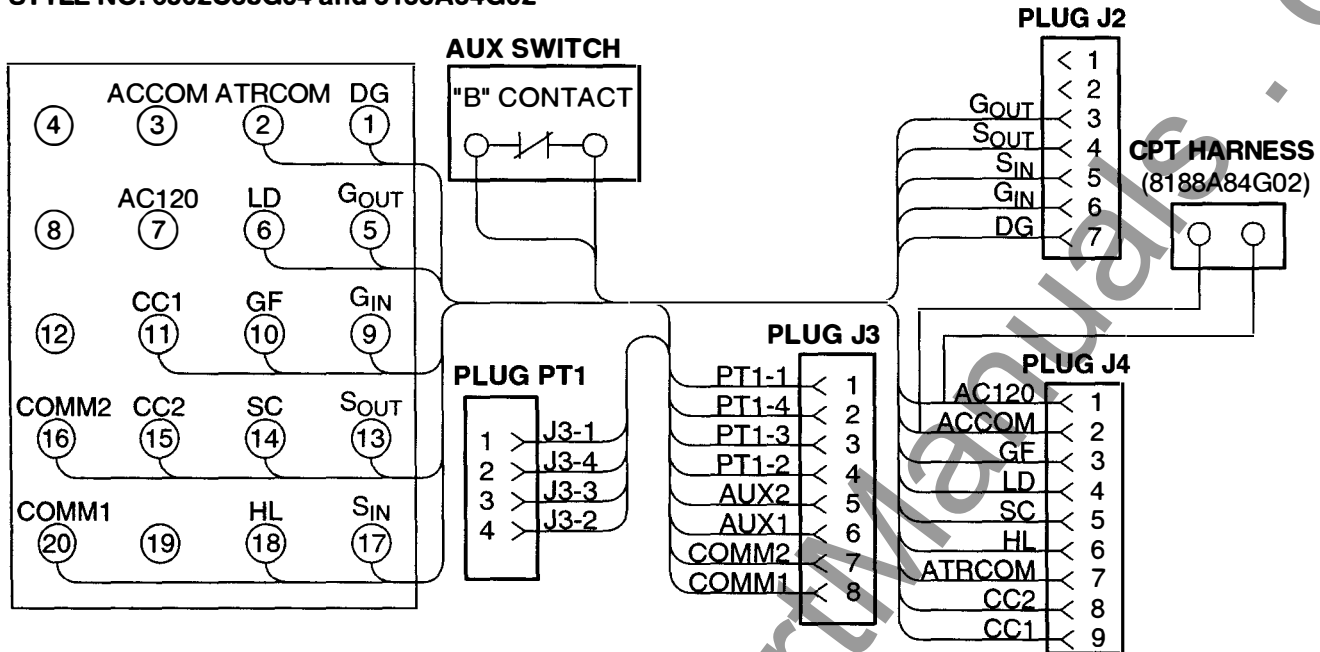 PLUG J2
AUX SWITCH
"B" CONTACT
ACCOM ATRCOM DG
4 3 2 1
AC120 LD GOUT
8 7 6 5
CC1 GF GIN
12 11 10 9
COMM2 CC2 SC SOUT
16 15 14 13
COMM1 HL SIN
20 19 18 17
PLUG PT1
1 J3-1
2 J3-4
3 J3-3
4 J3-2
PLUG J3
PT1-1 1
PT1-4 2
PT1-3 3
PT1-2 4
AUX2 5
AUX1 6
COMM2 7
COMM1 8
1
2
GOUT 3
SOUT 4
SIN 5
GIN 6
DG 7
CPT HARNESS
(8188A84G02)
PLUG J4
AC120 1
ACCOM 2
GF 3
LD 4
SC 5
HL 6
ATRCOM 7
CC2 8
CC1 9